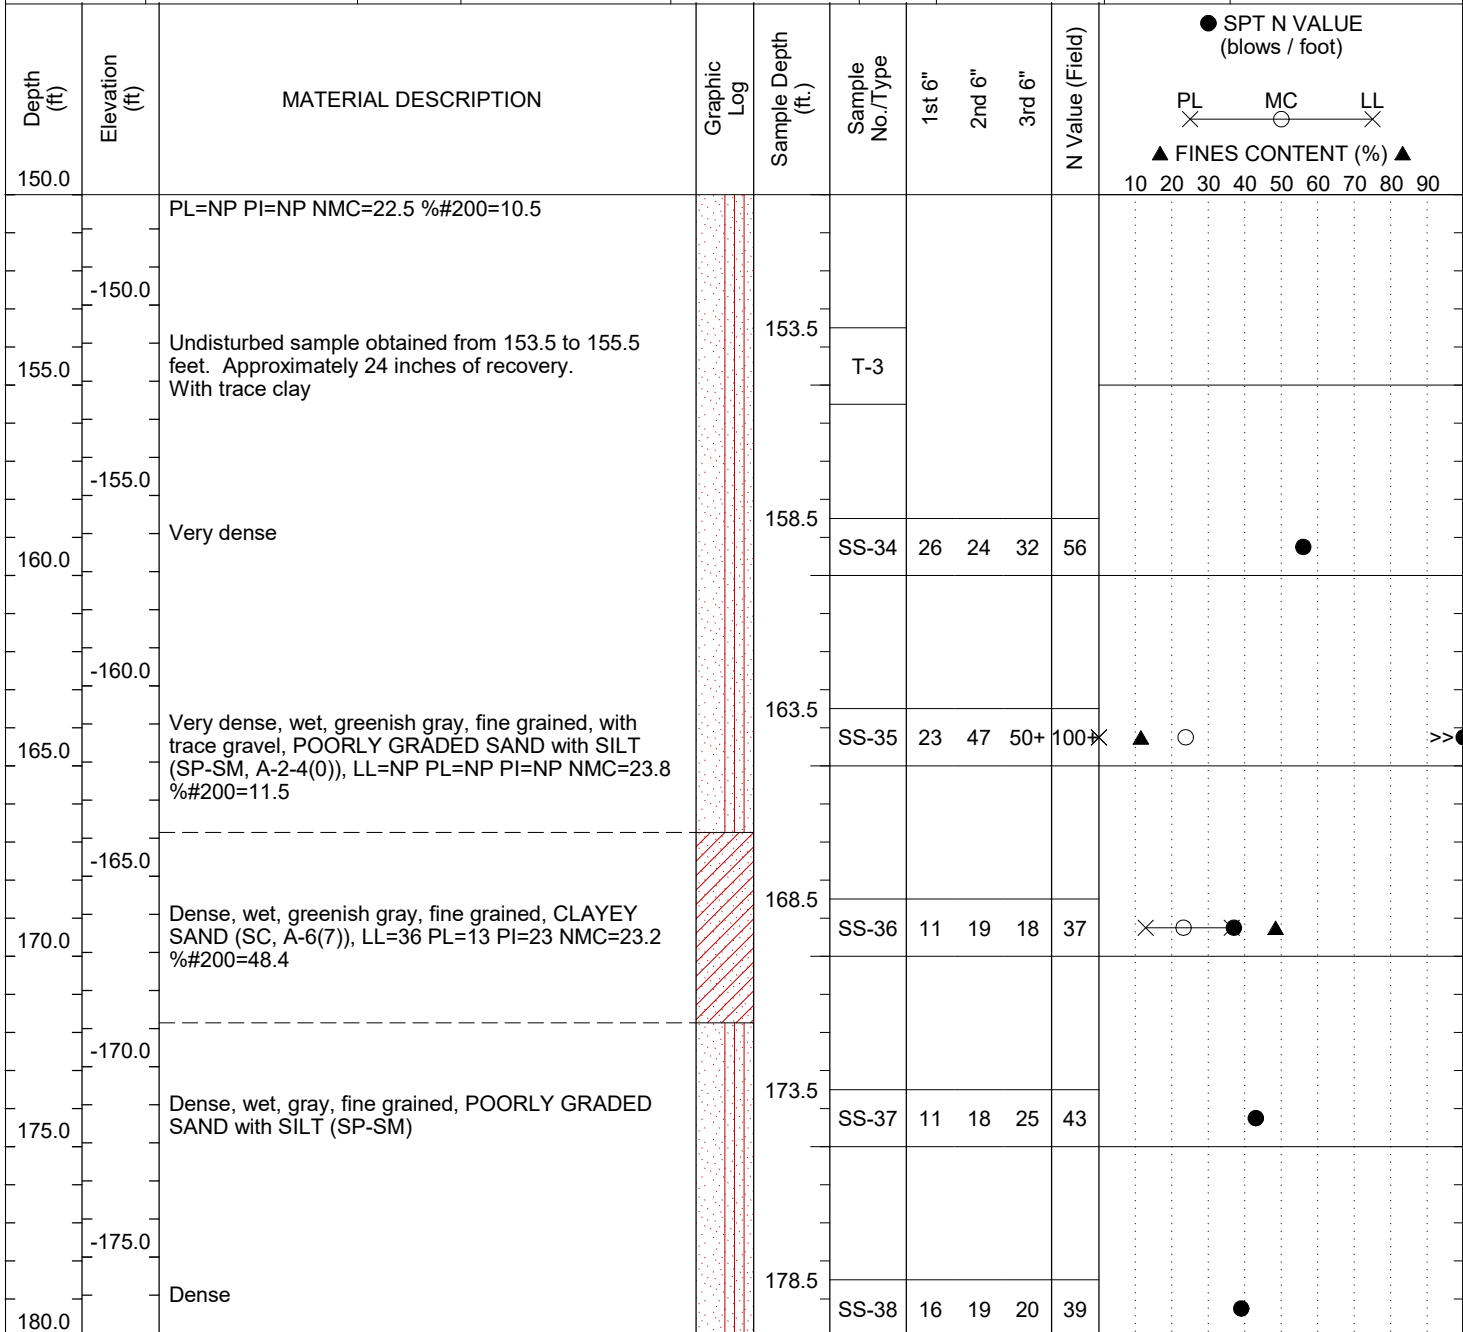 Depth (ft)
Elevation (ft)
MATERIAL DESCRIPTION
Graphic Log
Sample Depth (ft.)
Sample No./Type
1st 6"
2nd 6"
3rd 6"
N Value (Field)
● SPT N VALUE
(blows / foot)
PL MC LL
▲ FINES CONTENT (%) ▲
10 20 30 40 50 60 70 80 90
150.0
PL=NP PI=NP NMC=22.5 %#200=10.5
-150.0
153.5
Undisturbed sample obtained from 153.5 to 155.5
feet. Approximately 24 inches of recovery.
With trace clay
T-3
155.0
-155.0
158.5
Very dense
SS-34 26 24 32 56
160.0
-160.0
163.5
Very dense, wet, greenish gray, fine grained, with
trace gravel, POORLY GRADED SAND with SILT
(SP-SM, A-2-4(0)), LL=NP PL=NP PI=NP NMC=23.8
%#200=11.5
SS-35 23 47 50+ 100+
>>
165.0
-165.0
168.5
Dense, wet, greenish gray, fine grained, CLAYEY
SAND (SC, A-6(7)), LL=36 PL=13 PI=23 NMC=23.2
%#200=48.4
SS-36 11 19 18 37
170.0
-170.0
173.5
Dense, wet, gray, fine grained, POORLY GRADED
SAND with SILT (SP-SM)
SS-37 11 18 25 43
175.0
-175.0
178.5
Dense
SS-38 16 19 20 39
180.0